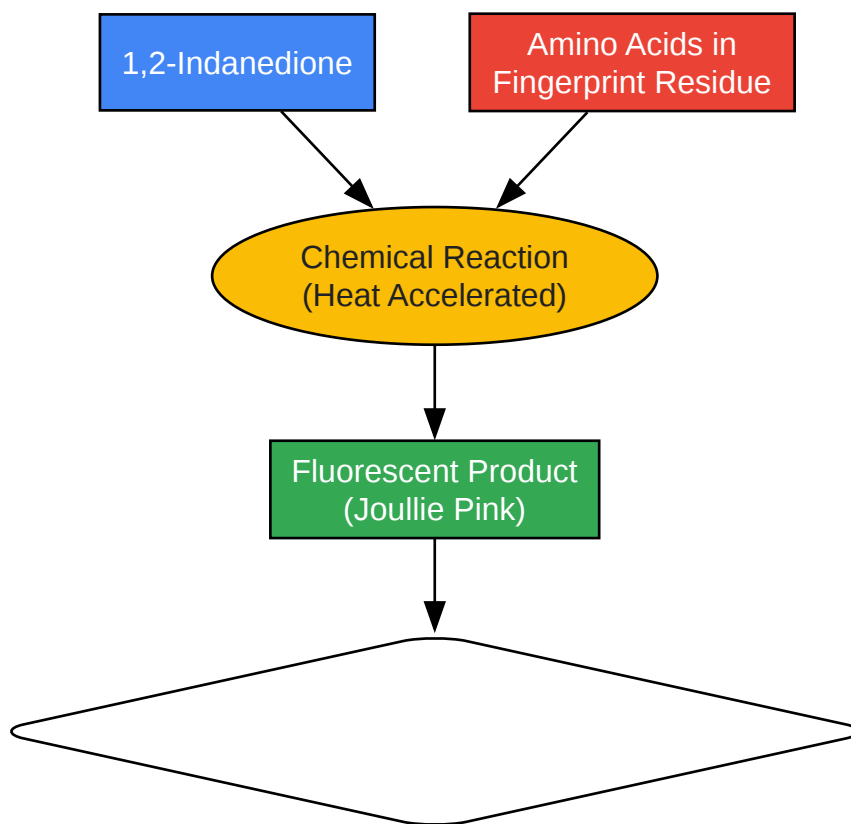 1,2-Indanedione
Amino Acids in
Fingerprint Residue
Chemical Reaction
(Heat Accelerated)
Fluorescent Product
(Joullie Pink)